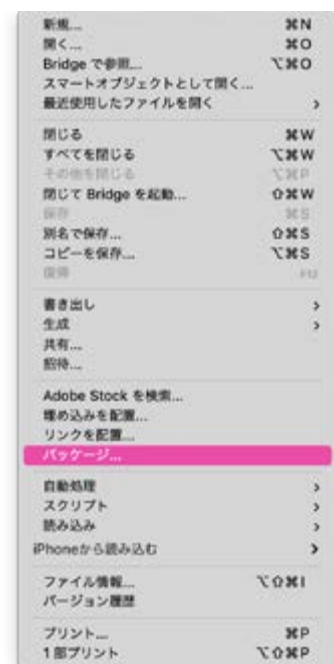 新規... ⌘N
開く... ⌘O
Bridge で参照... ⌥⌘O
スマートオブジェクトとして開く...
最近使用したファイルを開く >
閉じる ⌘W
すべてを閉じる ⌥⌘W
その他を閉じる ⌥⌘P
閉じて Bridge を起動... ⇧⌘W
保存 ⌘S
別名で保存... ⇧⌘S
コピーを保存... ⌥⌘S
復帰 F12
書き出し >
生成 >
共有...
招待...
Adobe Stock を検索...
埋め込みを配置...
リンクを配置...
パッケージ...
自動処理 >
スクリプト >
読み込み >
iPhoneから読み込む >
ファイル情報... ⌥⇧⌘I
バージョン履歴
プリント... ⌘P
1部プリント ⌥⇧⌘P